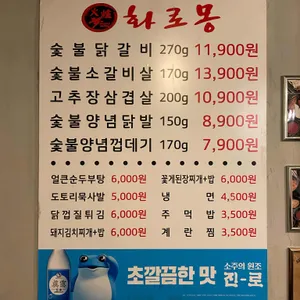 화로몽
숯불닭갈비 270g 11,900원
숯불소갈비살 170g 13,900원
고추장삼겹살 200g 10,900원
숯불양념닭발 150g 8,900원
숯불양념껍데기 170g 7,900원
얼큰순두부탕 6,000원 꽃게된장찌개+밥 6,000원
도토리묵사발 5,000원 냉면 4,500원
닭껍질튀김 6,000원 주먹밥 3,500원
돼지김치찌개+밥 6,000원 계란찜 3,500원
소주의 원조
초깔끔한 맛 진-로